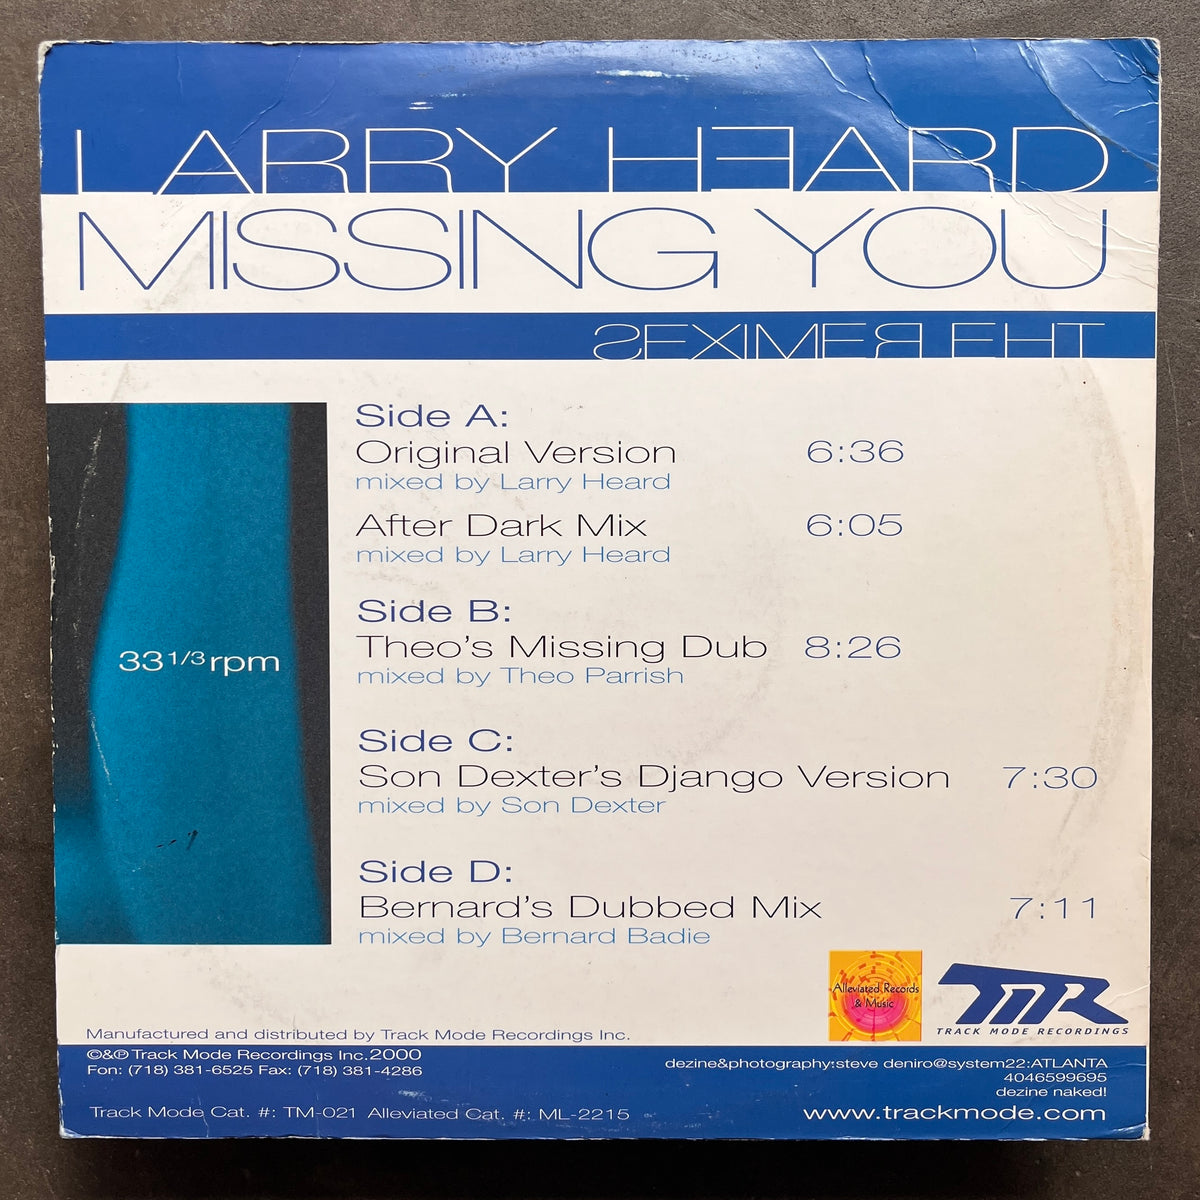 LARRY HEARD
MISSING YOU
THE REMIXES
Side A:
Original Version 6:36
mixed by Larry Heard
After Dark Mix 6:05
mixed by Larry Heard
Side B:
Theo's Missing Dub 8:26
mixed by Theo Parrish
33 1/3 rpm
Side C:
Son Dexter's Django Version 7:30
mixed by Son Dexter
Side D:
Bernard's Dubbed Mix 7:11
mixed by Bernard Badie
Alleviated Records
& Music
TMR
TRACK MODE RECORDINGS
Manufactured and distributed by Track Mode Recordings Inc.
©&℗ Track Mode Recordings Inc. 2000
Fon: (718) 381-6525 Fax: (718) 381-4286
Track Mode Cat. #: TM-021 Alleviated Cat. #: ML-2215
dezine&photography:steve deniro@system22:ATLANTA
4046599695
dezine naked!
www.trackmode.com